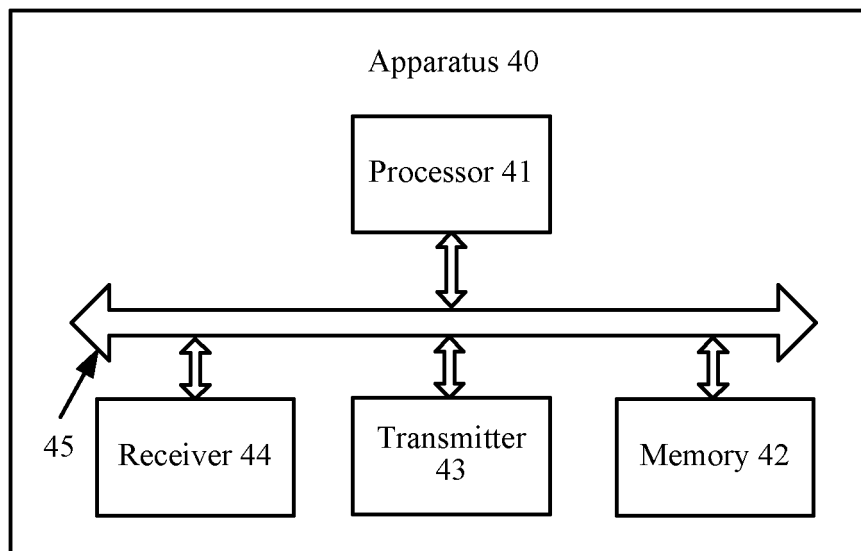 Apparatus 40
Processor 41
45
Receiver 44
Transmitter
43
Memory 42